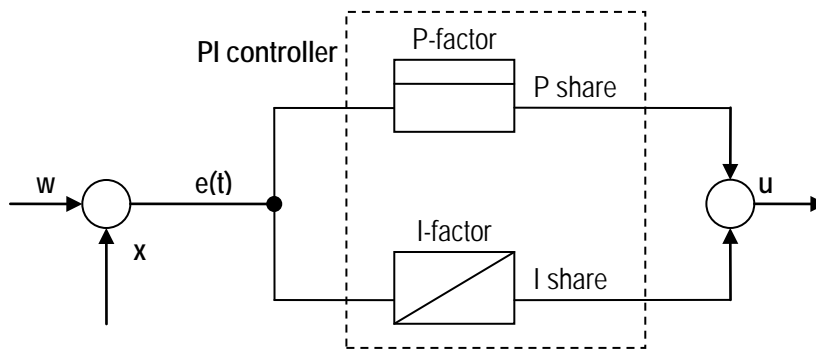 PI controller
P-factor
P share
w
e(t)
u
x
I-factor
I share